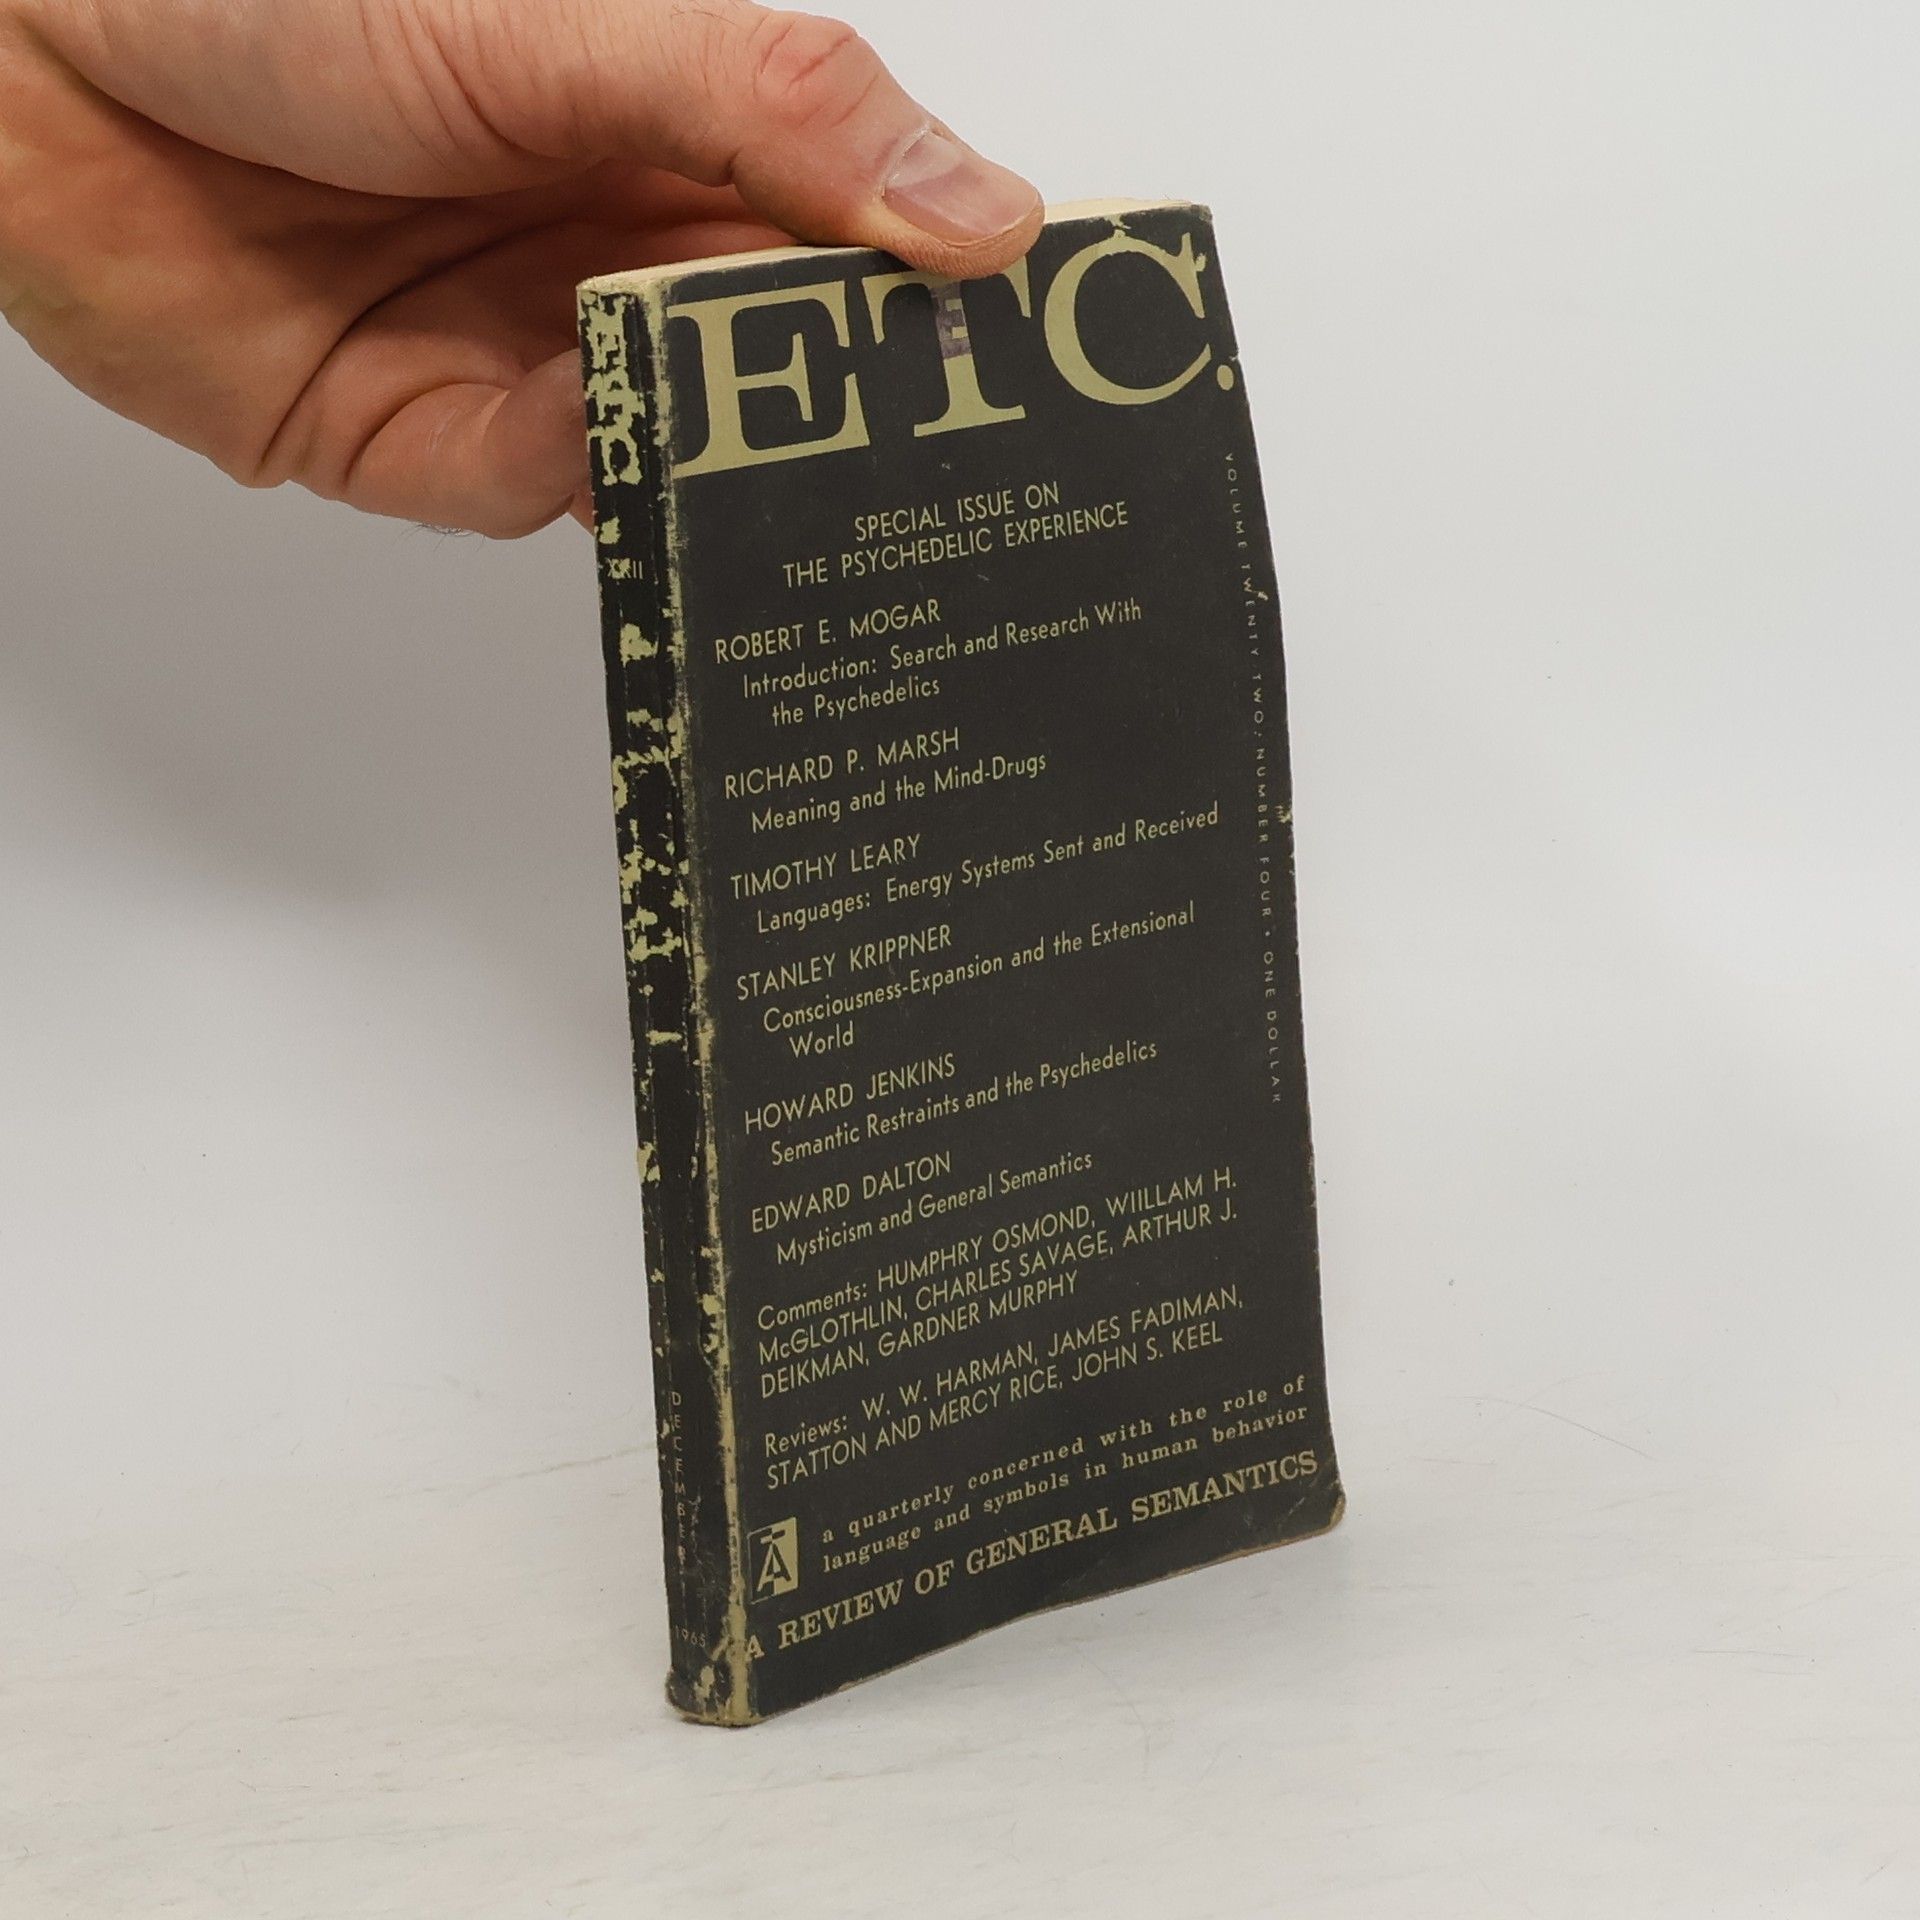 ETC.
SPECIAL ISSUE ON
THE PSYCHEDELIC EXPERIENCE
ROBERT E. MOGAR
Introduction: Search and Research With
the Psychedelics
RICHARD P. MARSH
Meaning and the Mind-Drugs
TIMOTHY LEARY
Languages: Energy Systems Sent and Received
STANLEY KRIPPNER
Consciousness-Expansion and the Extensional
World
HOWARD JENKINS
Semantic Restraints and the Psychedelics
EDWARD DALTON
Mysticism and General Semantics
Comments: HUMPHRY OSMOND, WIILLAM H.
McGLOTHLIN, CHARLES SAVAGE, ARTHUR J.
DEIKMAN, GARDNER MURPHY
Reviews: W. W. HARMAN, JAMES FADIMAN,
STATTON AND MERCY RICE, JOHN S. KEEL
a quarterly concerned with the role of
language and symbols in human behavior
A REVIEW OF GENERAL SEMANTICS
VOLUME TWENTY-TWO, NUMBER FOUR • ONE DOLLAR
XXII
DECEMBER
1965